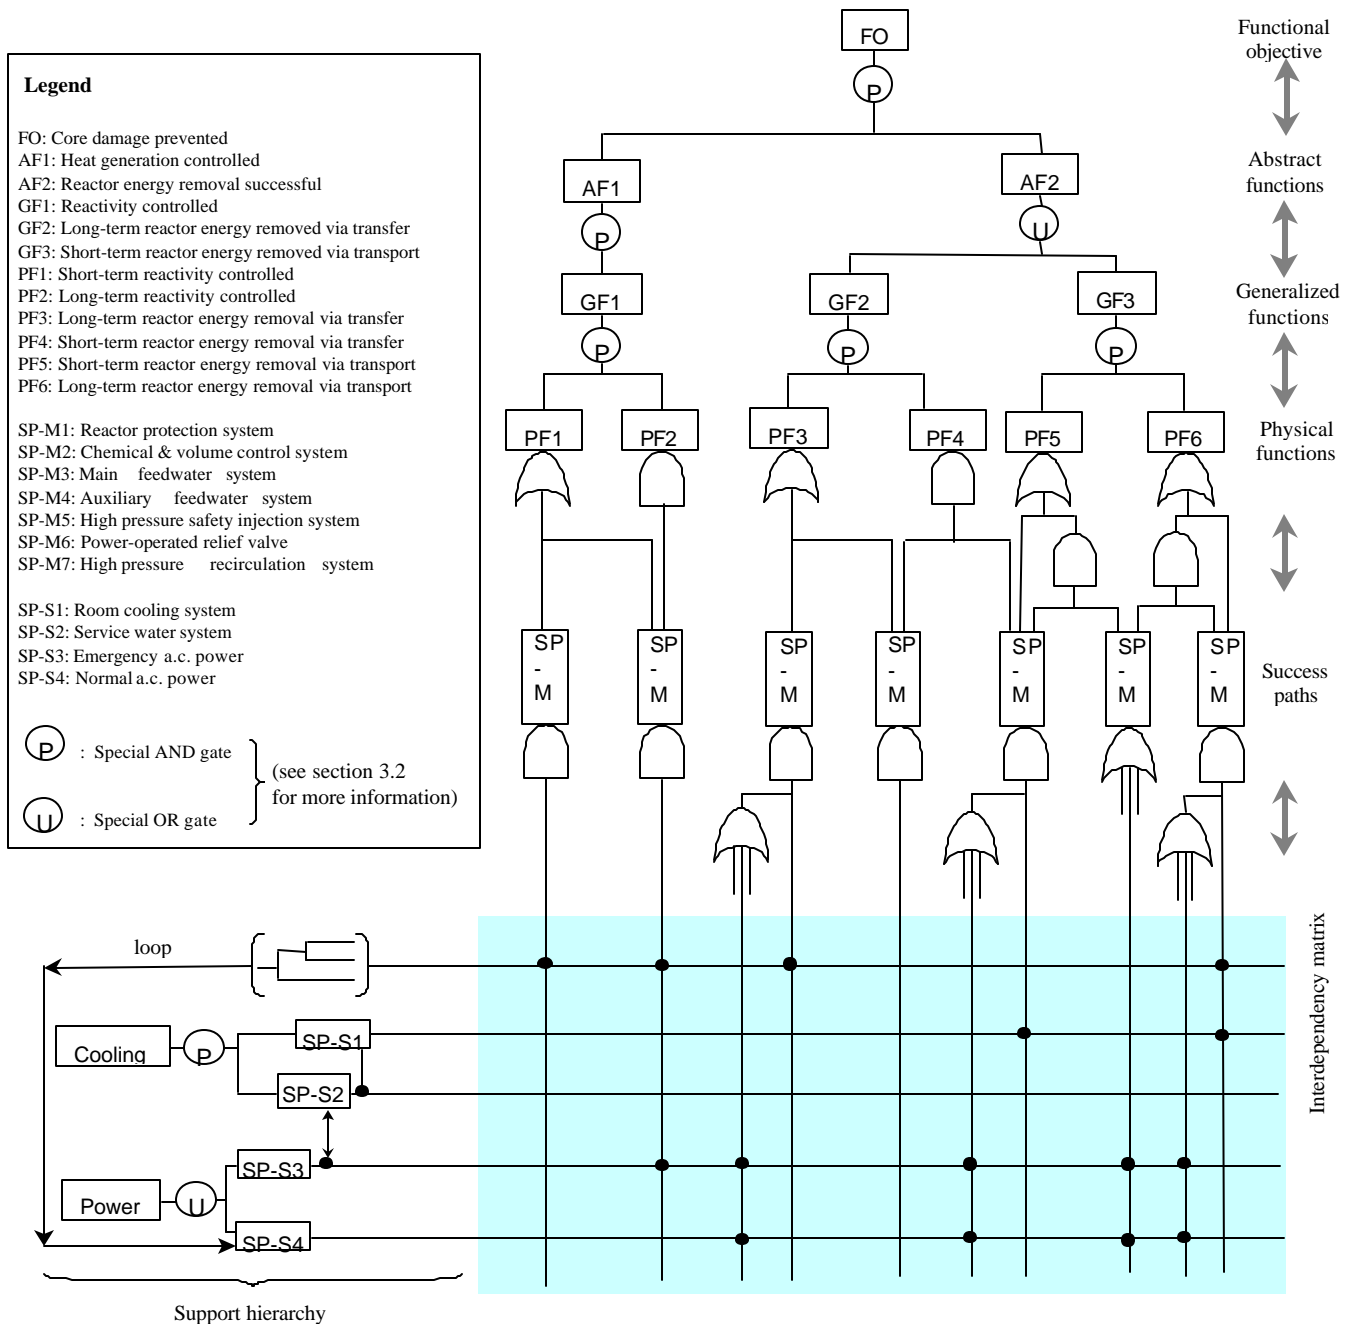 FO
Functional
objective
P
Legend
FO: Core damage prevented
AF1: Heat generation controlled
AF2: Reactor energy removal successful
GF1: Reactivity controlled
GF2: Long-term reactor energy removed via transfer
GF3: Short-term reactor energy removed via transport
PF1: Short-term reactivity controlled
PF2: Long-term reactivity controlled
PF3: Long-term reactor energy removal via transfer
PF4: Short-term reactor energy removal via transfer
PF5: Short-term reactor energy removal via transport
PF6: Long-term reactor energy removal via transport
SP-M1: Reactor protection system
SP-M2: Chemical & volume control system
SP-M3: Main feedwater system
SP-M4: Auxiliary feedwater system
SP-M5: High pressure safety injection system
SP-M6: Power-operated relief valve
SP-M7: High pressure recirculation system
SP-S1: Room cooling system
SP-S2: Service water system
SP-S3: Emergency a.c. power
SP-S4: Normal a.c. power
P : Special AND gate
U : Special OR gate
(see section 3.2
for more information)
AF1
AF2
Abstract
functions
P
U
GF1
GF2
GF3
Generalized
functions
P
P
P
PF1
PF2
PF3
PF4
PF5
PF6
Physical
functions
SP
-
M
SP
-
M
SP
-
M
SP
-
M
SP
-
M
SP
-
M
SP
-
M
Success
paths
loop
Cooling
P
SP-S1
SP-S2
Power
U
SP-S3
SP-S4
Support hierarchy
Interdependency matrix